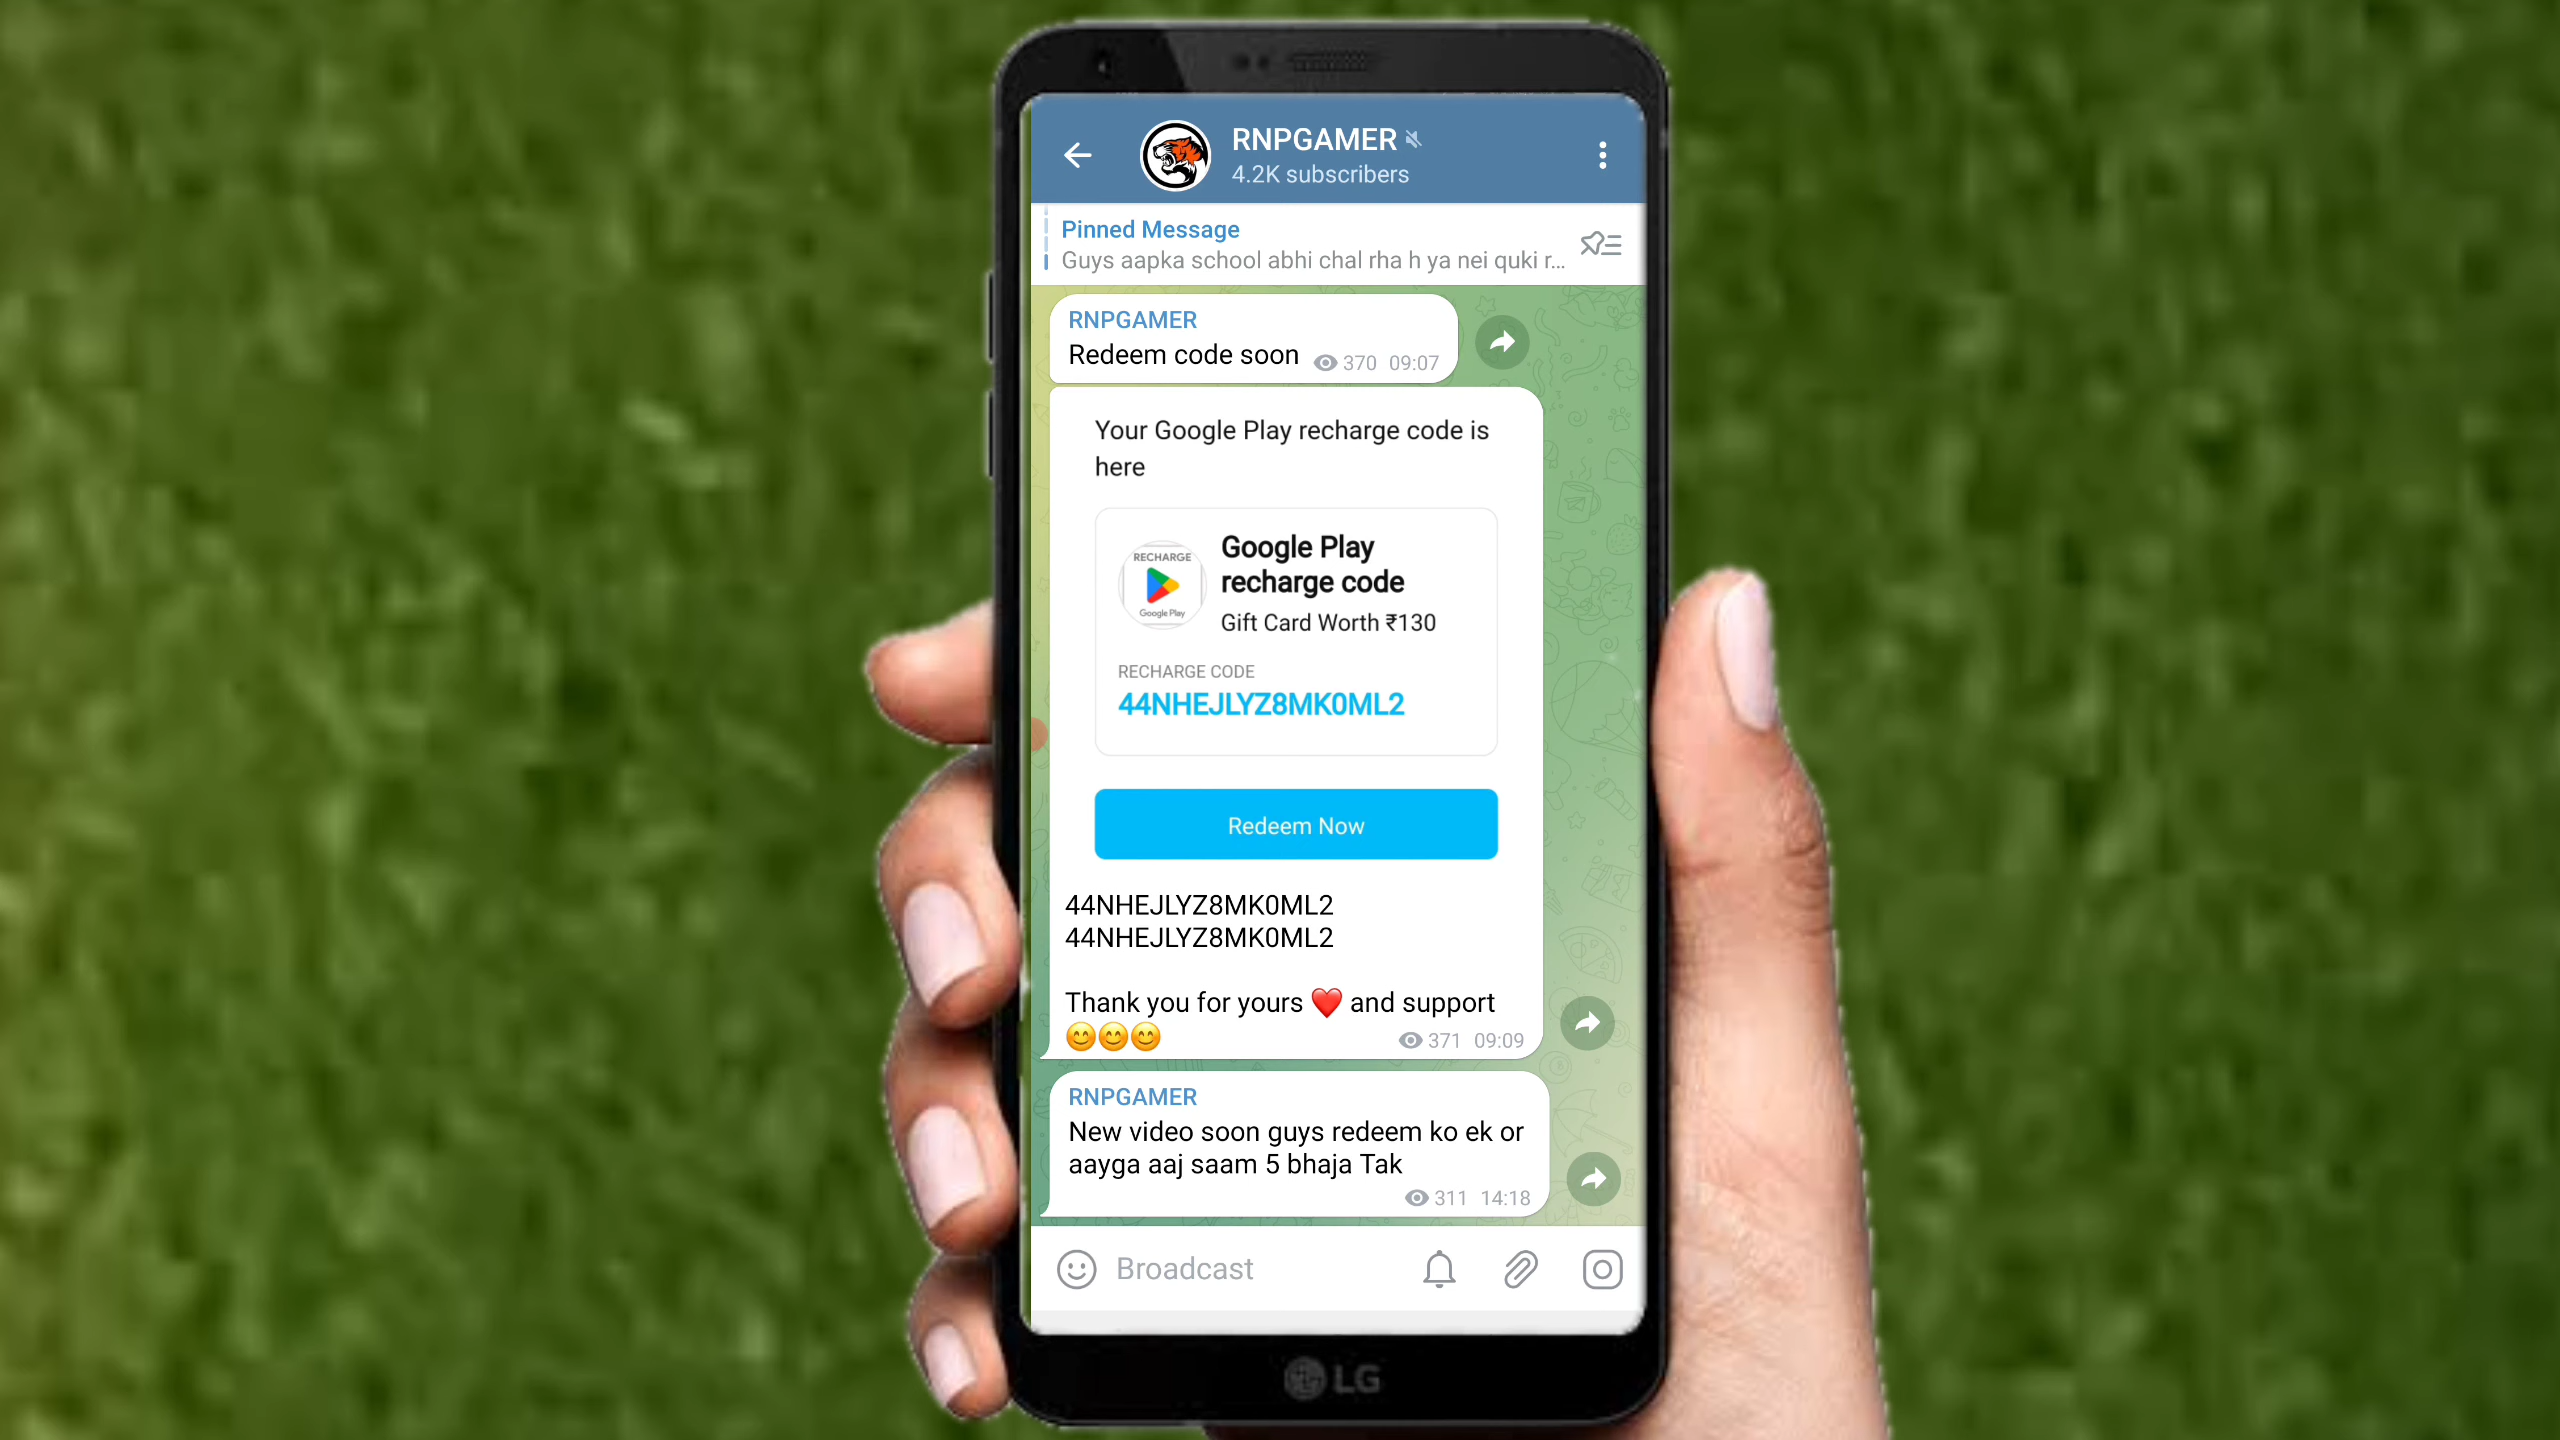 RNPGAMER
4.2K subscribers
Pinned Message
Guys aapka school abhi chal rha h ya nei quki r...
RNPGAMER
Redeem code soon 370 09:07
Your Google Play recharge code is
here
RECHARGE
Google Play
Google Play
recharge code
Gift Card Worth ₹130
RECHARGE CODE
44NHEJLYZ8MK0ML2
Redeem Now
44NHEJLYZ8MK0ML2
44NHEJLYZ8MK0ML2
Thank you for yours ❤️ and support
😊😊😊 371 09:09
RNPGAMER
New video soon guys redeem ko ek or
aayga aaj saam 5 bhaja Tak
311 14:18
Broadcast
LG